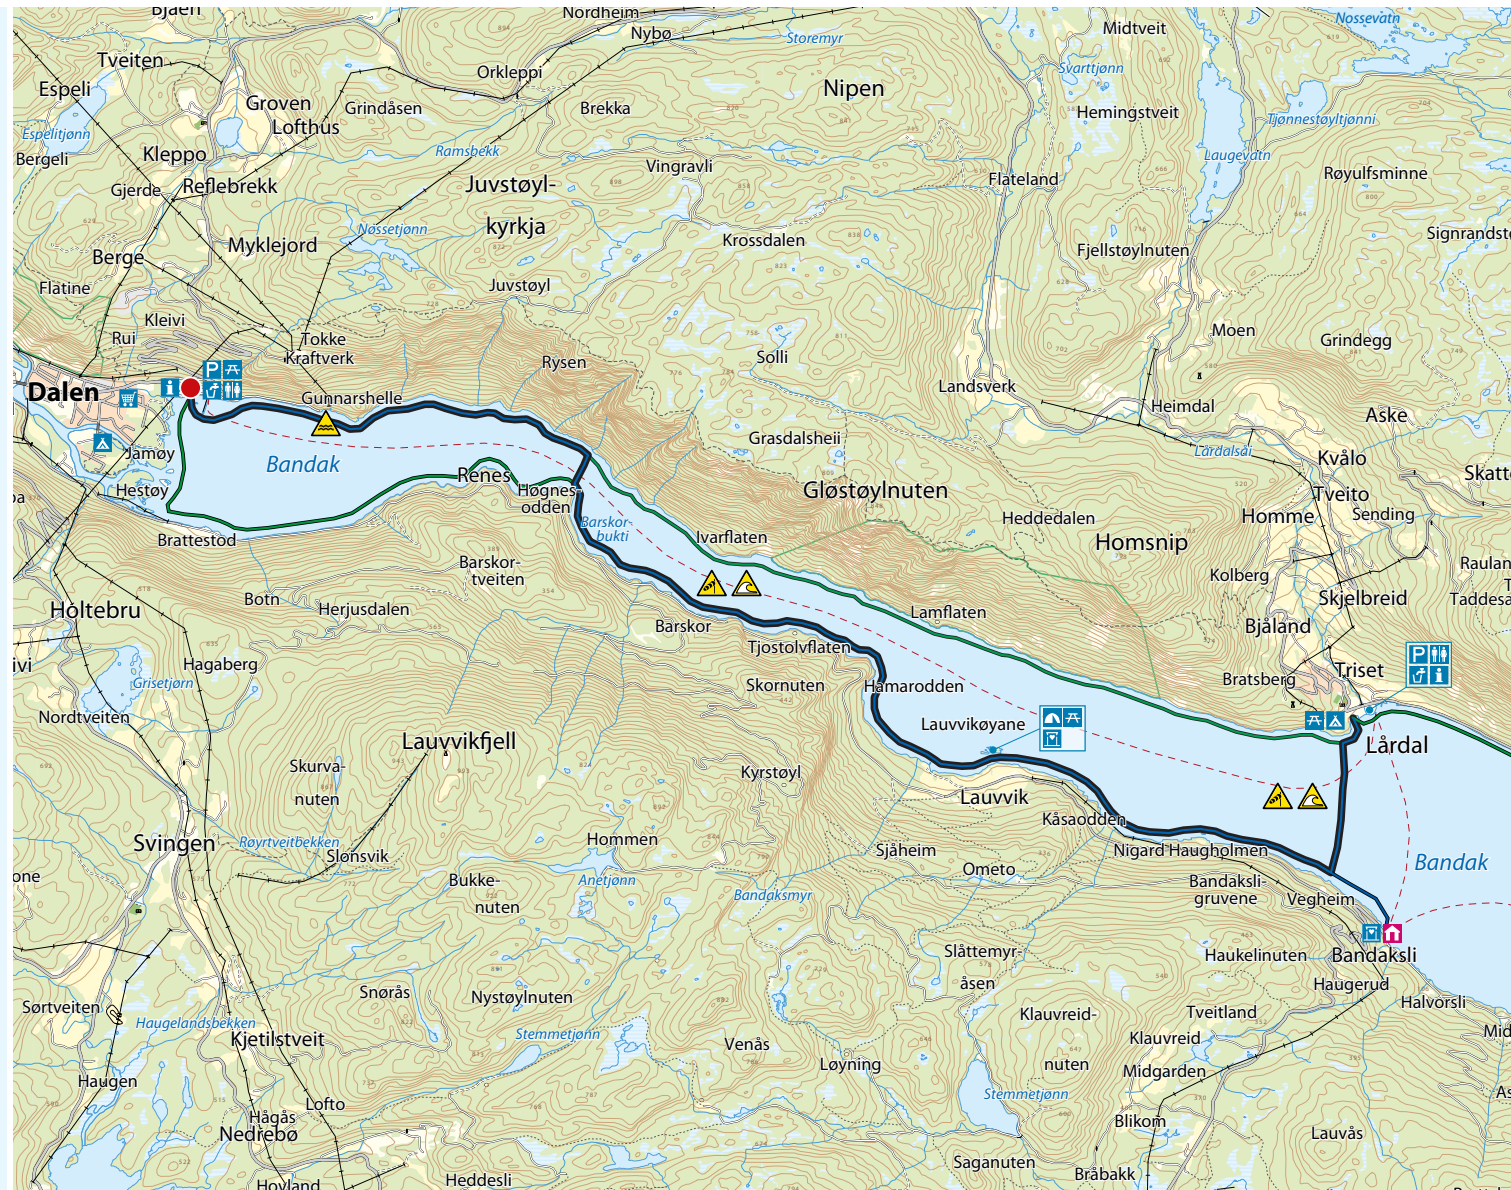 Bjåen
Nordheim
Nybø
Storemyr
Midtveit
Nossevatn
Tveiten
Espeli
Orkleppi
Svarttjønn
Groven
Lofthus
Grindåsen
Brekka
Nipen
Hemingstveit
Tjønnestøyltjønni
Espelitjønn
Bergeli
Kleppo
Ramsbekk
Vingravli
Laugevatn
Gjerde
Reflebrekk
Juvstøyl-
kyrkja
Flateland
Røyulfsminne
Nøssetjønn
Myklejord
Berge
Krossdalen
Fjellstøylnuten
Signrandstø
Flatine
Juvstøyl
Kleivi
Rui
Tokke
Kraftverk
Rysen
Solli
Moen
Grindegg
Landsverk
Dalen
P
i
Gunnarshelle
Heimdal
Aske
Grasdalsheii
Lårdalsåi
Kvålo
Jamøy
Bandak
Renes
Høgnes-
odden
Gløstøylnuten
Tveito
Skatt
Hestøy
Homme
Sending
Heddedalen
Barskor-
bukti
Brattestod
Ivarflaten
Homsnip
Barskor-
tveiten
Kolberg
Raulan
Taddesa
Botn
Herjusdalen
Holtebru
Lamflaten
Skjelbreid
Bjåland
Barskor
Tjostolvflaten
ivi
Hagaberg
Grisetjørn
Skornuten
Hamarodden
Bratsberg
Triset
P
i
Nordtveiten
Lauvvikøyane
Lauvvikfjell
Lårdal
Skurva-
nuten
Kyrstøyl
Lauvvik
Kåsaodden
Svingen
Røyrtveitbekken
Slonsvik
Hommen
Sjåheim
Nigard
Haugholmen
Bandak
Ometo
one
Bukke-
nuten
Anetjønn
Bandaksmyr
Bandaksli-
gruvene
Vegheim
Slåttemyr-
åsen
Haukelinuten
Bandaksli
Haugerud
Sørtveiten
Snørås
Nystøylnuten
Halvorsli
Haugelandsbekken
Kjetilstveit
Stemmetjønn
Klauvreid-
nuten
Tveitland
Mid
Klauvreid
Venås
Løyning
Midgarden
Haugen
Stemmetjønn
As
Lofto
Hågås
Nedrebø
Blikom
Lauvås
Saganuten
Bråbakk
Heddesli
Hovland